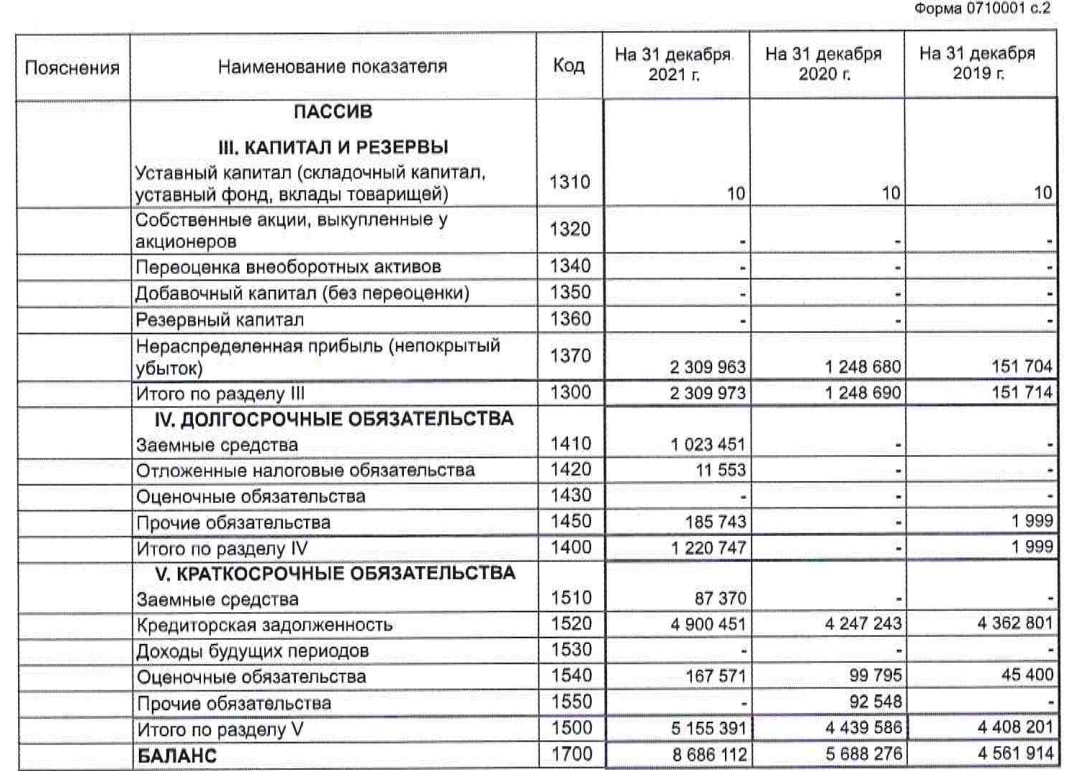 Форма 0710001 с.2
Пояснения Наименование показателя Код На 31 декабря 2021 г. На 31 декабря 2020 г. На 31 декабря 2019 г.
ПАССИВ
III. КАПИТАЛ И РЕЗЕРВЫ
Уставный капитал (складочный капитал,
уставный фонд, вклады товарищей) 1310 10 10 10
Собственные акции, выкупленные у
акционеров 1320 - - -
Переоценка внеоборотных активов 1340 - - -
Добавочный капитал (без переоценки) 1350 - - -
Резервный капитал 1360 - - -
Нераспределенная прибыль (непокрытый
убыток) 1370 2 309 963 1 248 680 151 704
Итого по разделу III 1300 2 309 973 1 248 690 151 714
IV. ДОЛГОСРОЧНЫЕ ОБЯЗАТЕЛЬСТВА
Заемные средства 1410 1 023 451 - -
Отложенные налоговые обязательства 1420 11 553 - -
Оценочные обязательства 1430 - - -
Прочие обязательства 1450 185 743 - 1 999
Итого по разделу IV 1400 1 220 747 - 1 999
V. КРАТКОСРОЧНЫЕ ОБЯЗАТЕЛЬСТВА
Заемные средства 1510 87 370 - -
Кредиторская задолженность 1520 4 900 451 4 247 243 4 362 801
Доходы будущих периодов 1530 - - -
Оценочные обязательства 1540 167 571 99 795 45 400
Прочие обязательства 1550 - 92 548 -
Итого по разделу V 1500 5 155 391 4 439 586 4 408 201
БАЛАНС 1700 8 686 112 5 688 276 4 561 914